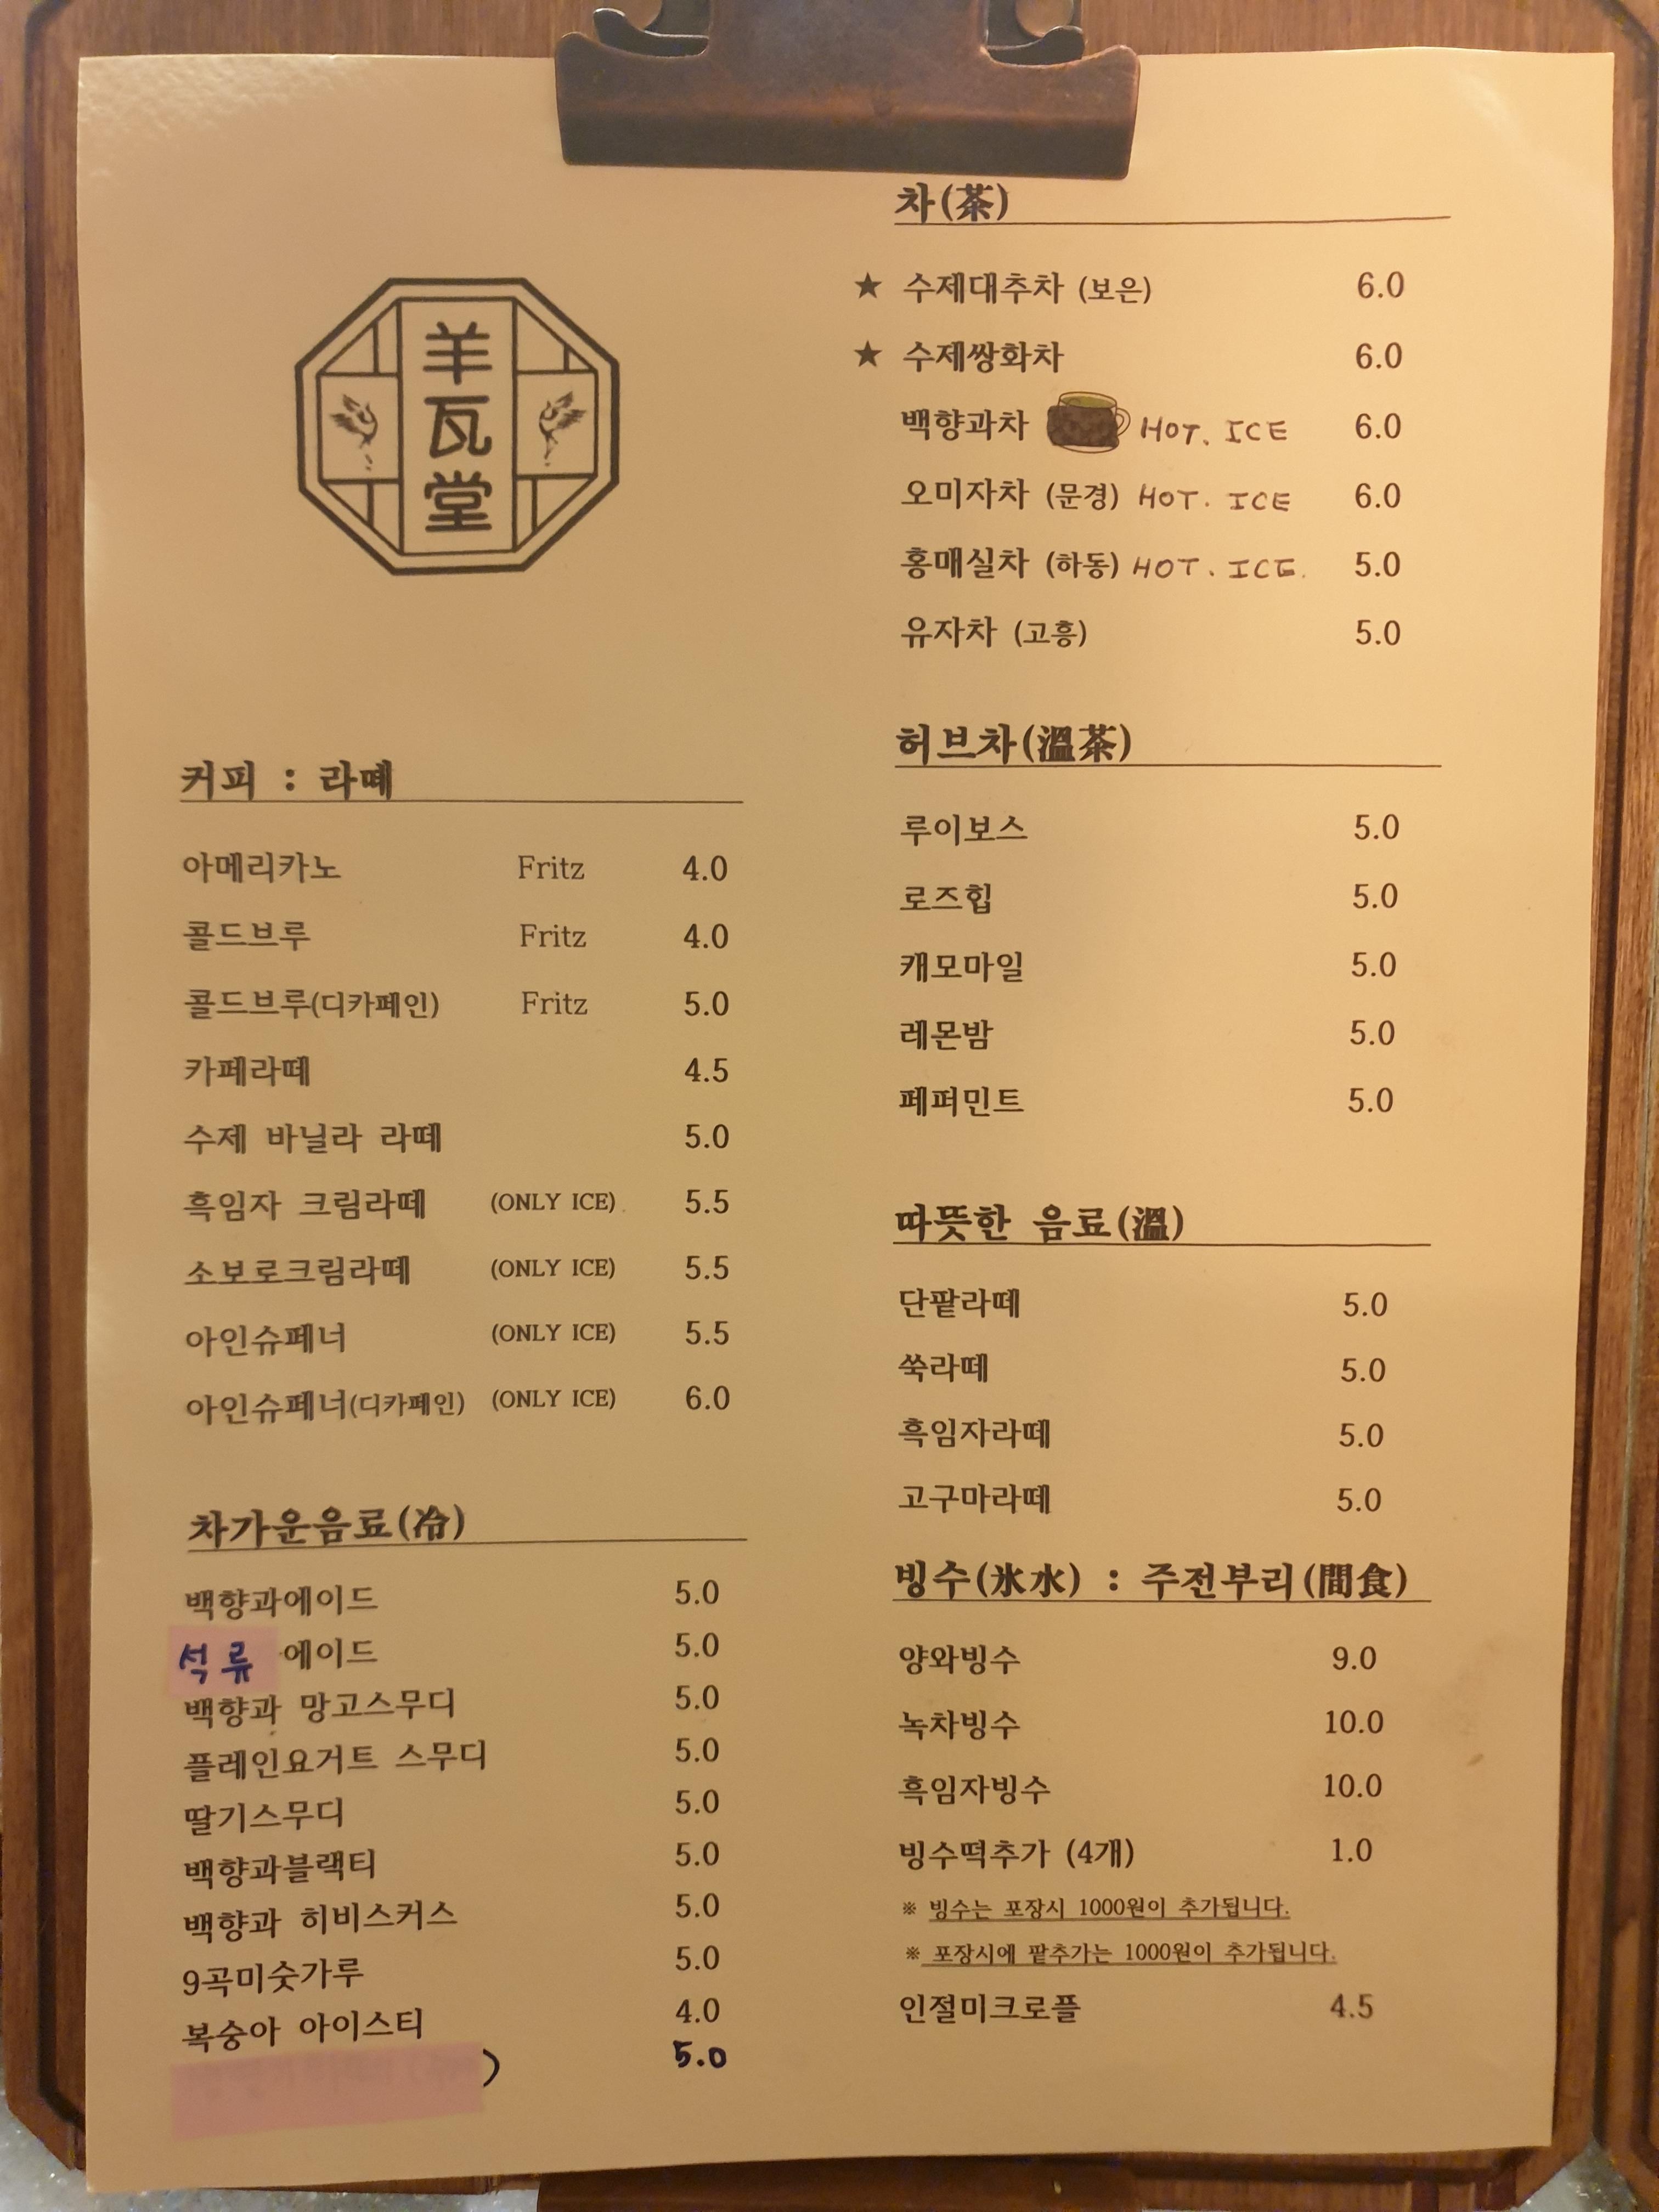 羊
瓦
堂
커피 : 라떼
아메리카노 Fritz 4.0
콜드브루 Fritz 4.0
콜드브루(디카페인) Fritz 5.0
카페라떼 4.5
수제 바닐라 라떼 5.0
흑임자 크림라떼 (ONLY ICE) 5.5
소보로크림라떼 (ONLY ICE) 5.5
아인슈페너 (ONLY ICE) 5.5
아인슈페너(디카페인) (ONLY ICE) 6.0
차가운음료(冷)
백향과에이드 5.0
석류 에이드 5.0
백향과 망고스무디 5.0
플레인요거트 스무디 5.0
딸기스무디 5.0
백향과블랙티 5.0
백향과 히비스커스 5.0
9곡미숫가루 5.0
복숭아 아이스티 4.0
) 5.0
차(茶)
★ 수제대추차 (보은) 6.0
★ 수제쌍화차 6.0
백향과차 HOT. ICE 6.0
오미자차 (문경) HOT. ICE 6.0
홍매실차 (하동) HOT. ICE. 5.0
유자차 (고흥) 5.0
허브차(溫茶)
루이보스 5.0
로즈힙 5.0
캐모마일 5.0
레몬밤 5.0
페퍼민트 5.0
따뜻한 음료(溫)
단팥라떼 5.0
쑥라떼 5.0
흑임자라떼 5.0
고구마라떼 5.0
빙수(氷水) : 주전부리(間食)
양와빙수 9.0
녹차빙수 10.0
흑임자빙수 10.0
빙수떡추가 (4개) 1.0
※ 빙수는 포장시 1000원이 추가됩니다.
※ 포장시에 팥추가는 1000원이 추가됩니다.
인절미크로플 4.5